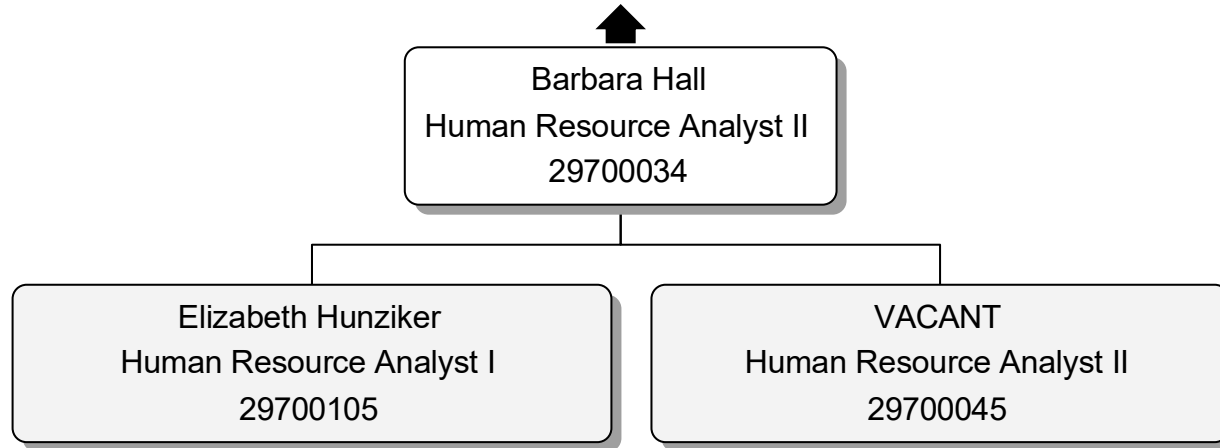 Barbara Hall
Human Resource Analyst II
29700034
Elizabeth Hunziker
Human Resource Analyst I
29700105
VACANT
Human Resource Analyst II
29700045